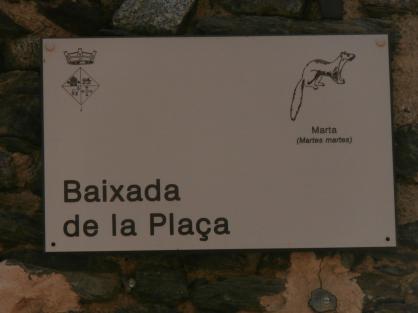 Marta
(Martes martes)
Baixada
de la Plaça